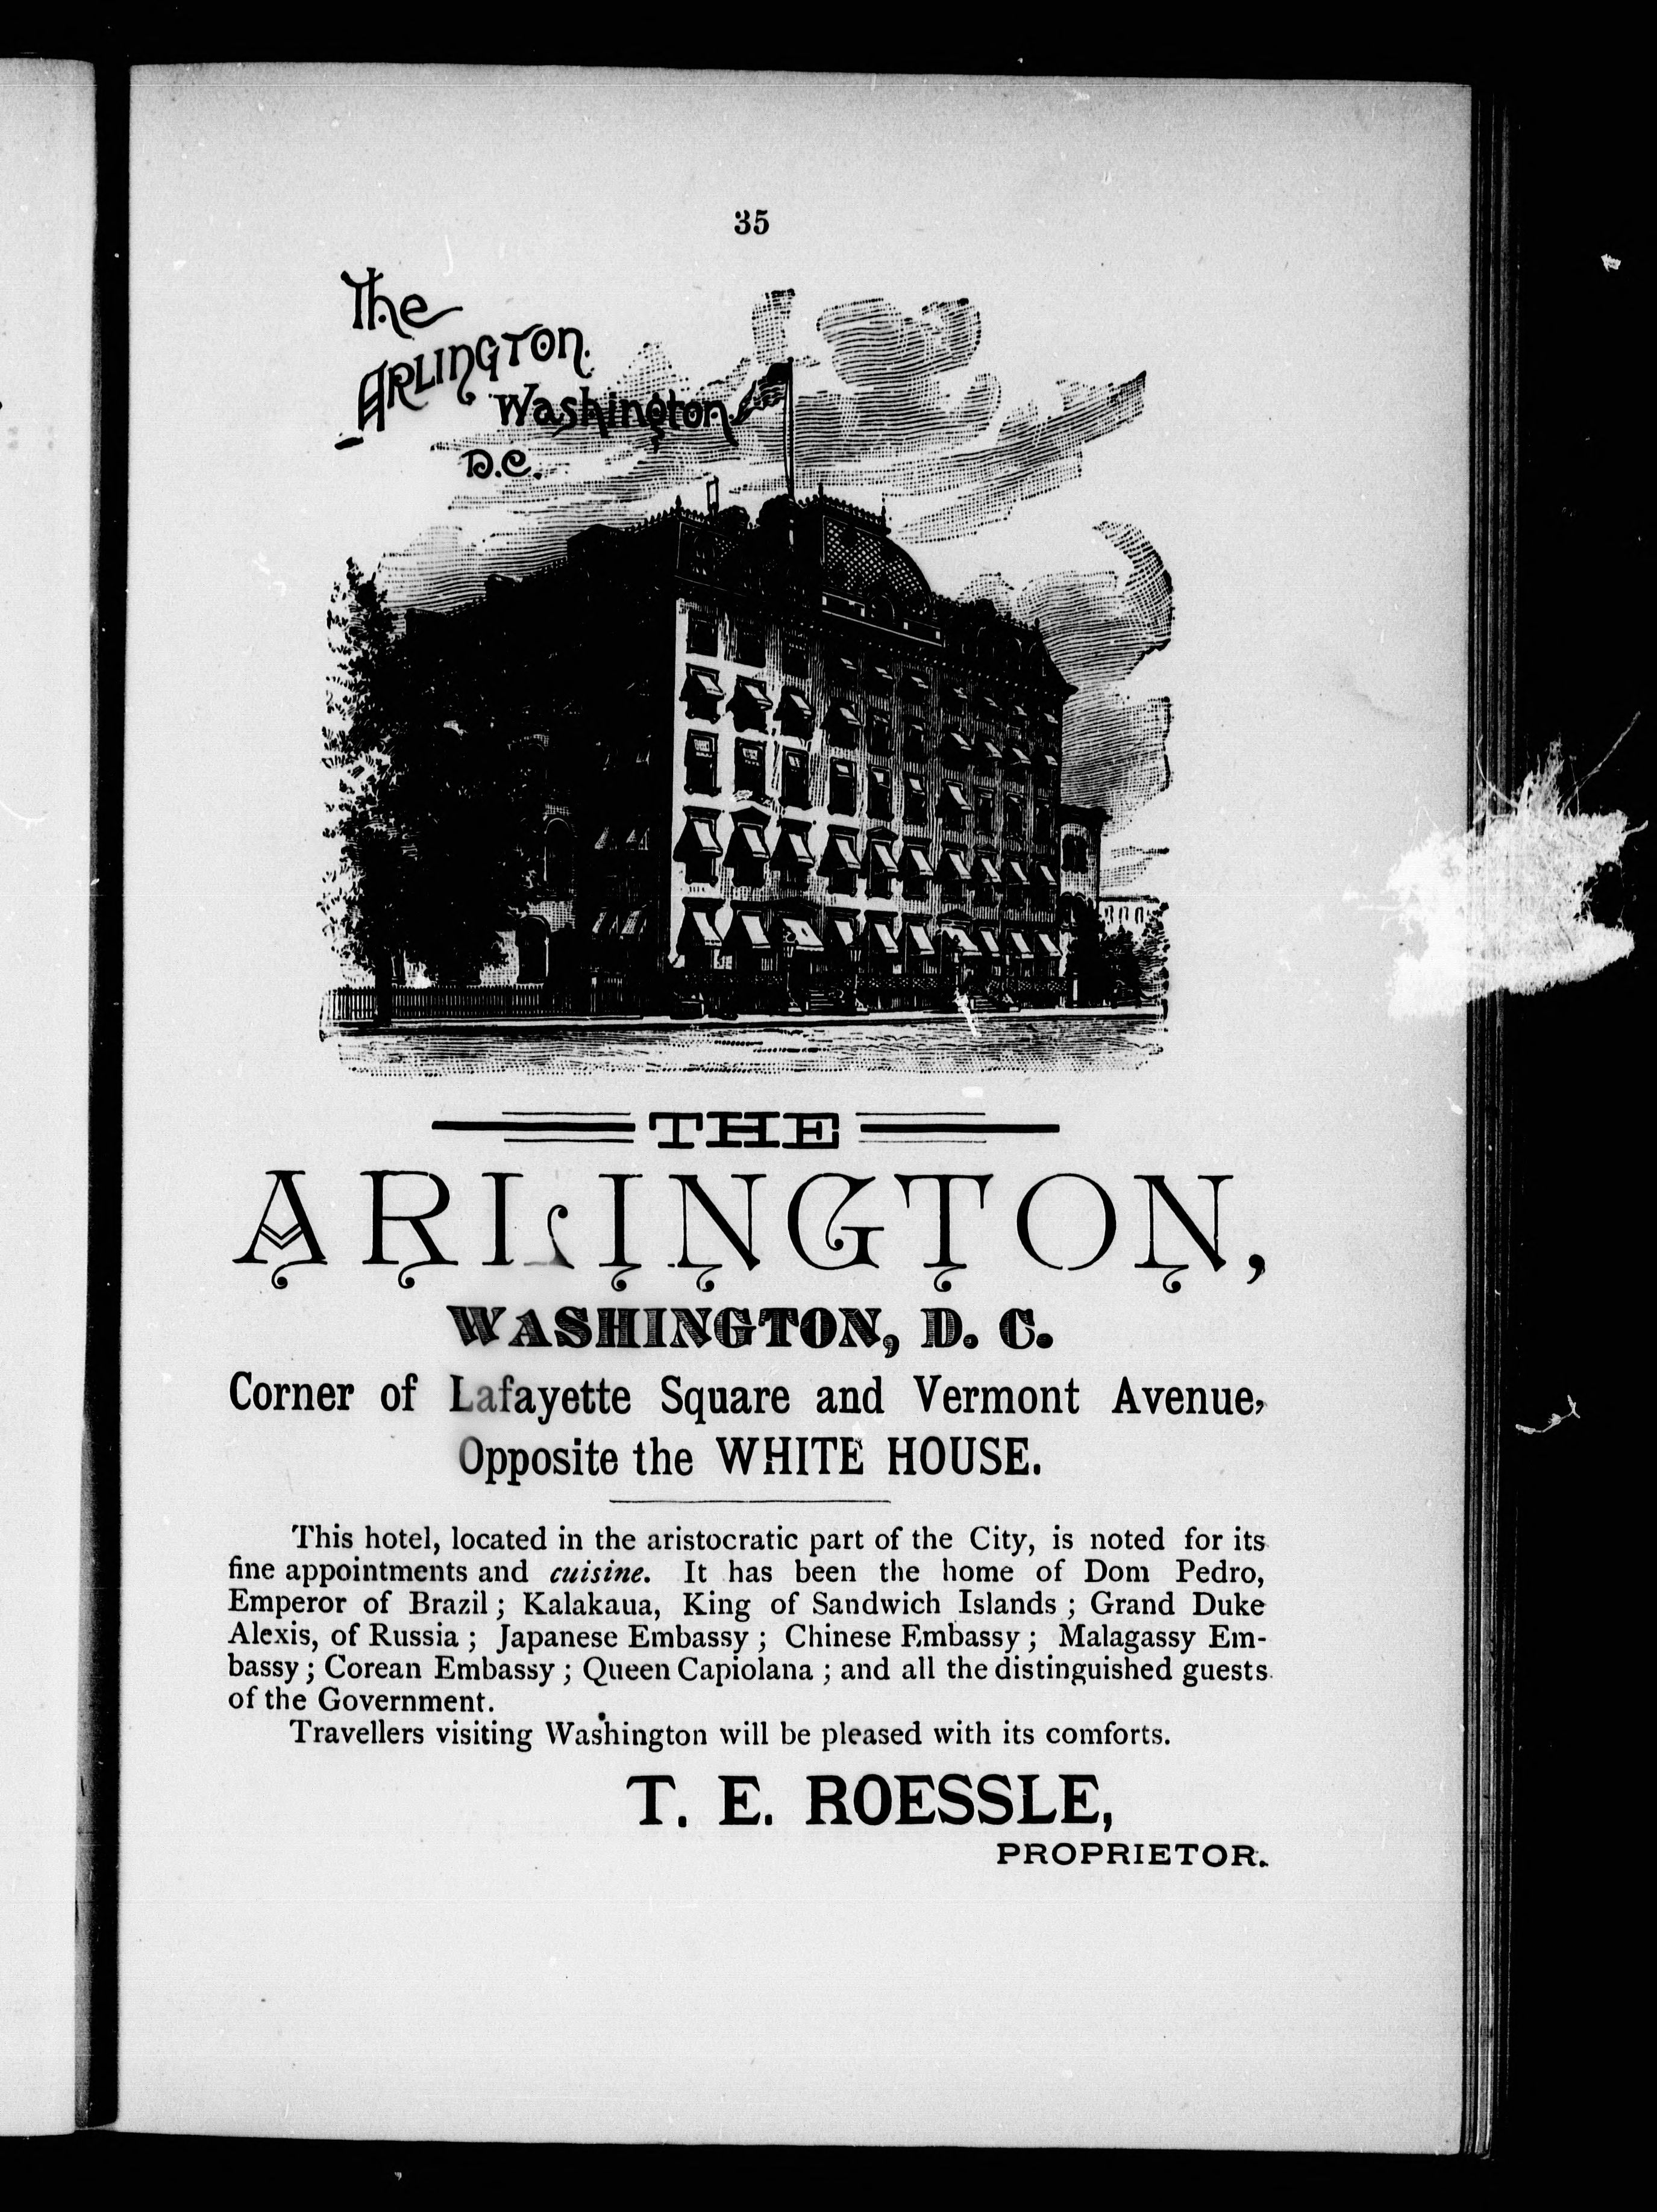 35
The
ARLINGTON.
Washington
D.C.
THE
ARLINGTON,
WASHINGTON, D. C.
Corner of Lafayette Square and Vermont Avenue,
Opposite the WHITE HOUSE.
This hotel, located in the aristocratic part of the City, is noted for its
fine appointments and cuisine. It has been the home of Dom Pedro,
Emperor of Brazil ; Kalakaua, King of Sandwich Islands ; Grand Duke
Alexis, of Russia ; Japanese Embassy ; Chinese Embassy ; Malagassy Em-
bassy ; Corean Embassy ; Queen Capiolana ; and all the distinguished guests
of the Government.
Travellers visiting Washington will be pleased with its comforts.
T. E. ROESSLE,
PROPRIETOR.